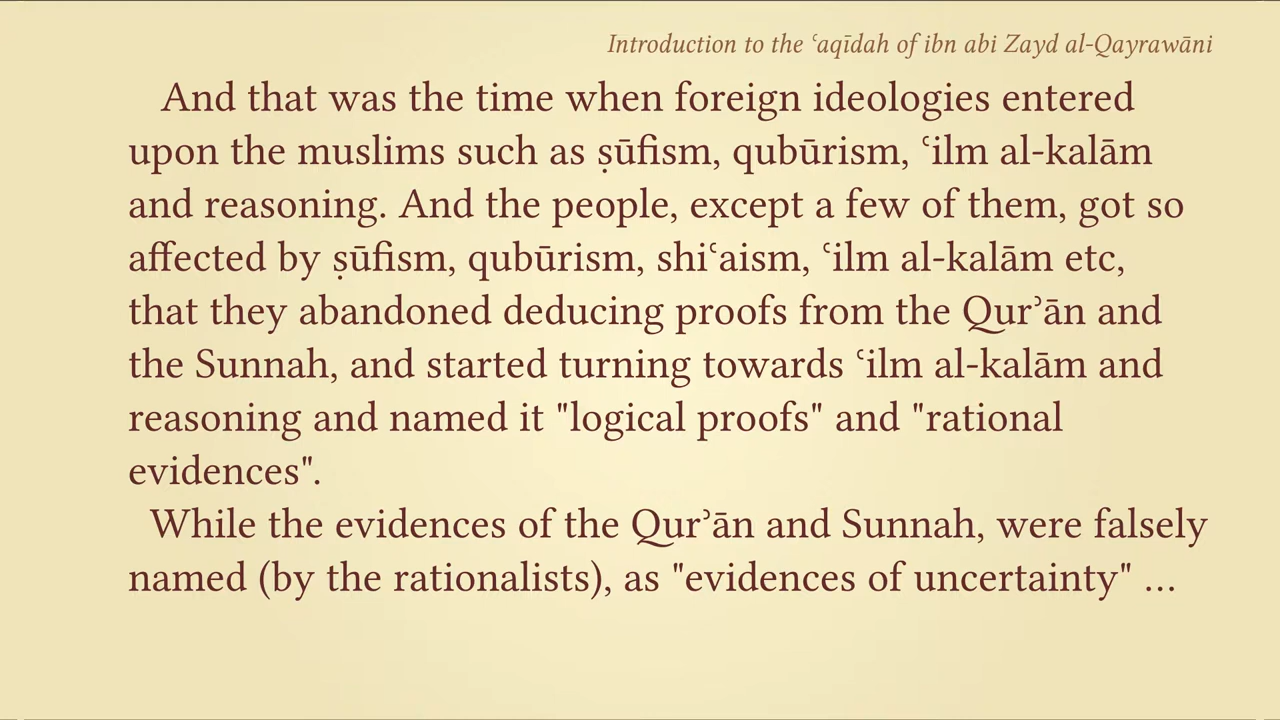 Introduction to the ʿaqīdah of ibn abi Zayd al-Qayrawāni
And that was the time when foreign ideologies entered
upon the muslims such as ṣūfism, qubūrism, ʿilm al-kalām
and reasoning. And the people, except a few of them, got so
affected by ṣūfism, qubūrism, shiʿaism, ʿilm al-kalām etc,
that they abandoned deducing proofs from the Qurʾān and
the Sunnah, and started turning towards ʿilm al-kalām and
reasoning and named it "logical proofs" and "rational
evidences".
While the evidences of the Qurʾān and Sunnah, were falsely
named (by the rationalists), as "evidences of uncertainty" ...